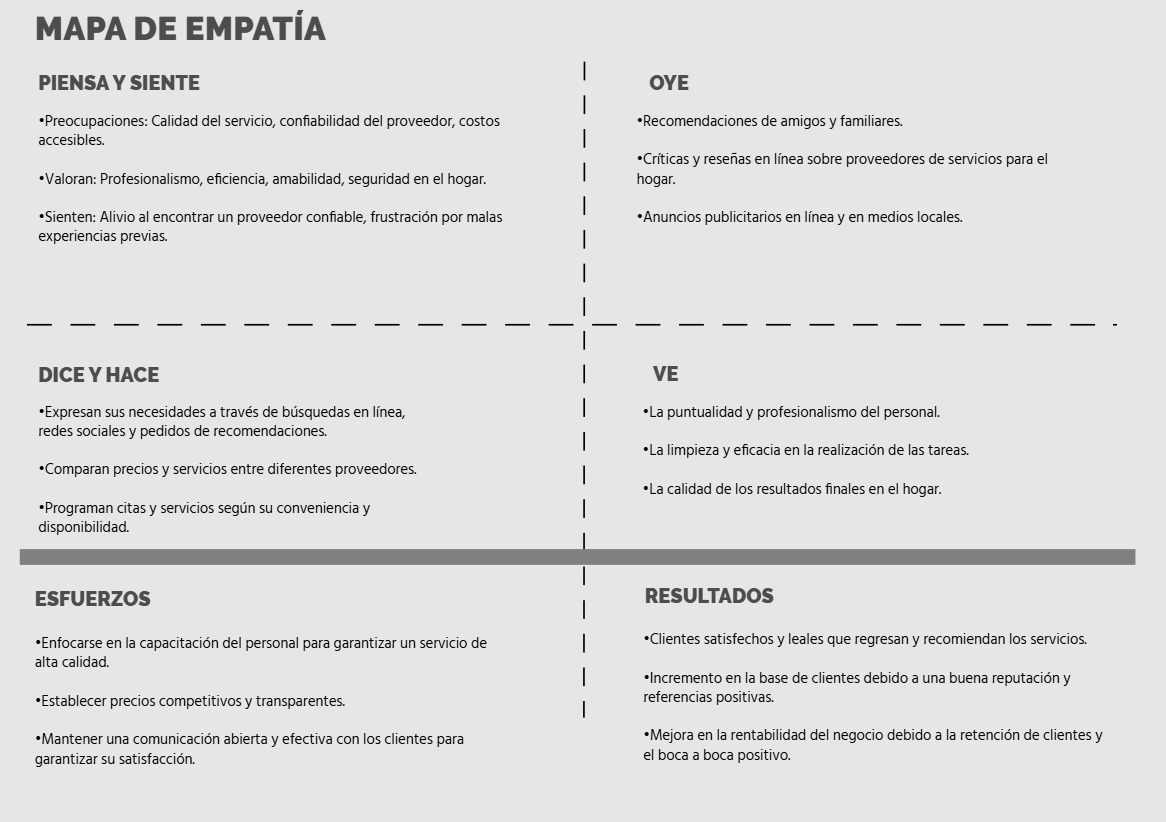 MAPA DE EMPATÍA
PIENSA Y SIENTE
•Preocupaciones: Calidad del servicio, confiabilidad del proveedor, costos
accesibles.
•Valoran: Profesionalismo, eficiencia, amabilidad, seguridad en el hogar.
•Sienten: Alivio al encontrar un proveedor confiable, frustración por malas
experiencias previas.
OYE
•Recomendaciones de amigos y familiares.
•Críticas y reseñas en línea sobre proveedores de servicios para el
hogar.
•Anuncios publicitarios en línea y en medios locales.
DICE Y HACE
•Expresan sus necesidades a través de búsquedas en línea,
redes sociales y pedidos de recomendaciones.
•Comparan precios y servicios entre diferentes proveedores.
•Programan citas y servicios según su conveniencia y
disponibilidad.
VE
•La puntualidad y profesionalismo del personal.
•La limpieza y eficacia en la realización de las tareas.
•La calidad de los resultados finales en el hogar.
ESFUERZOS
•Enfocarse en la capacitación del personal para garantizar un servicio de
alta calidad.
•Establecer precios competitivos y transparentes.
•Mantener una comunicación abierta y efectiva con los clientes para
garantizar su satisfacción.
RESULTADOS
•Clientes satisfechos y leales que regresan y recomiendan los servicios.
•Incremento en la base de clientes debido a una buena reputación y
referencias positivas.
•Mejora en la rentabilidad del negocio debido a la retención de clientes y
el boca a boca positivo.